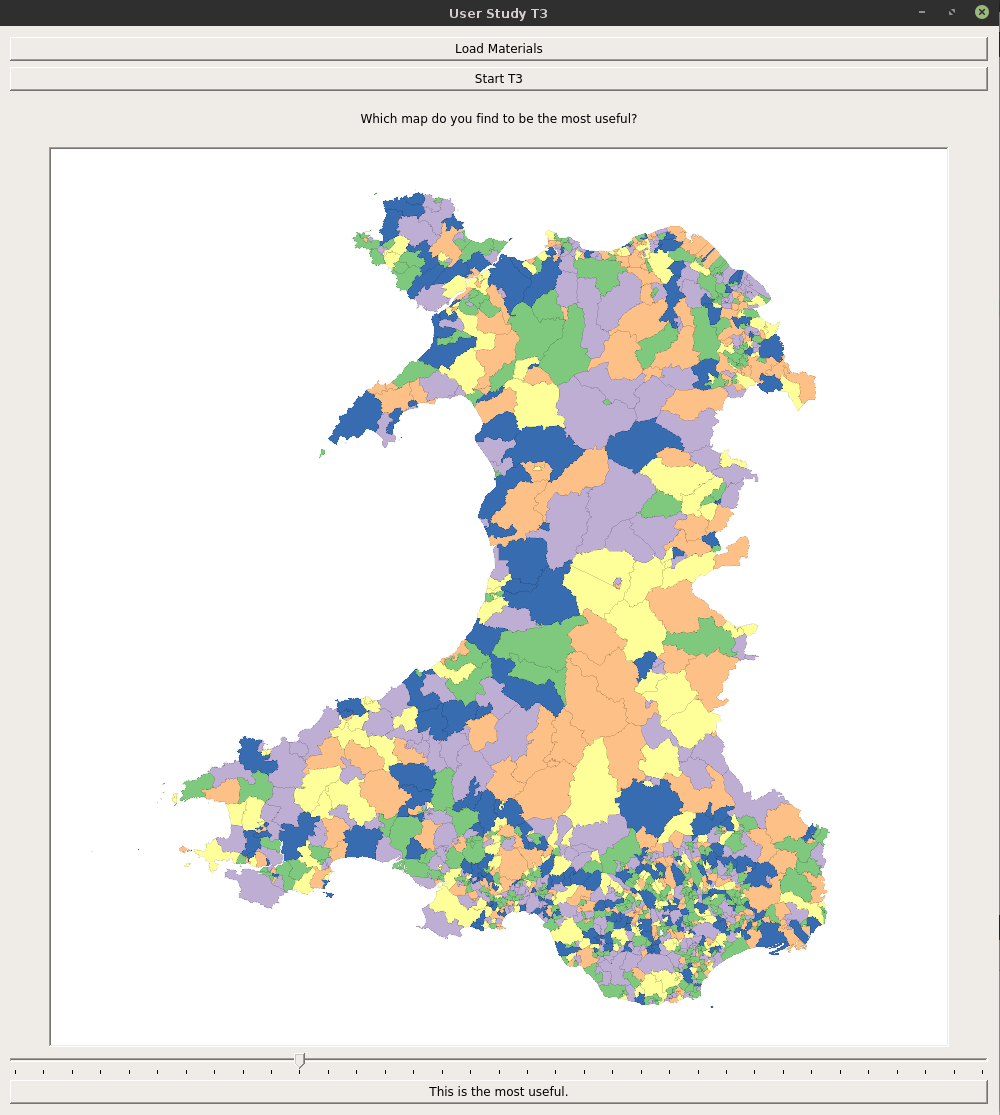 User Study T3
Load Materials
Start T3
Which map do you find to be the most useful?
This is the most useful.